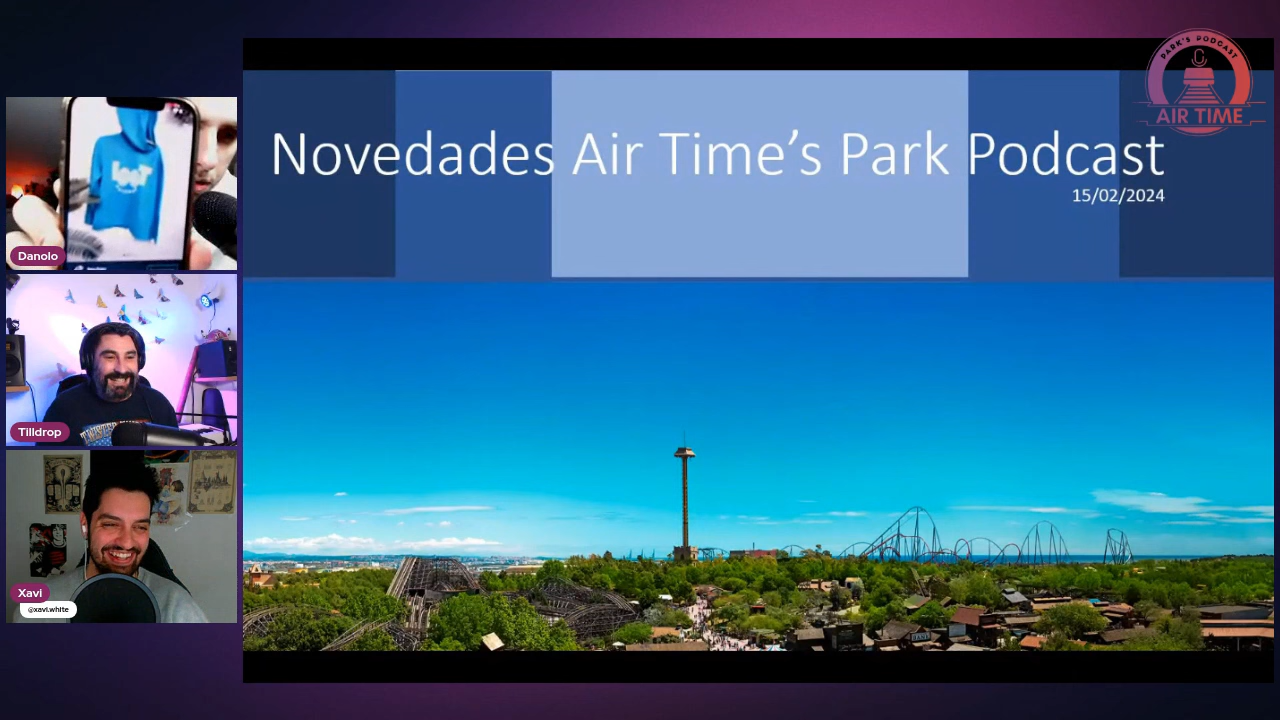 PARK'S PODCAST
AIR TIME
Novedades Air Time’s Park Podcast
15/02/2024
Danolo
Tilldrop
Xavi
@xavi.white